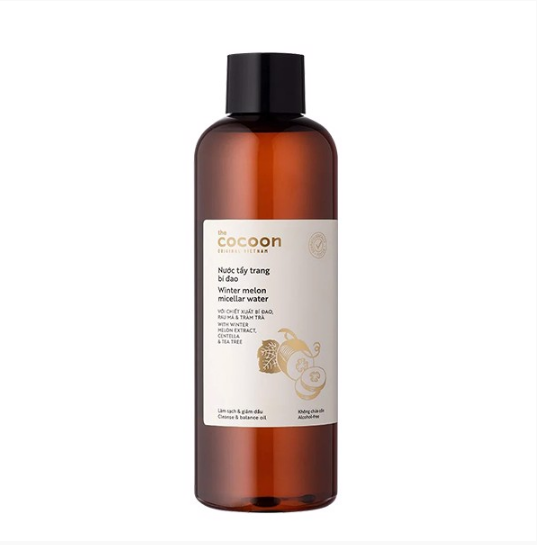 the
cocoon
ORIGINAL VIETNAM
Nước tẩy trang
bí đao
Winter melon
micellar water
VỚI CHIẾT XUẤT BÍ ĐAO,
RAU MÁ & TRÀM TRÀ
WITH WINTER
MELON EXTRACT,
CENTELLA
& TEA TREE
Làm sạch & giảm dầu
Cleanse & balance oil
Không chứa cồn
Alcohol-free